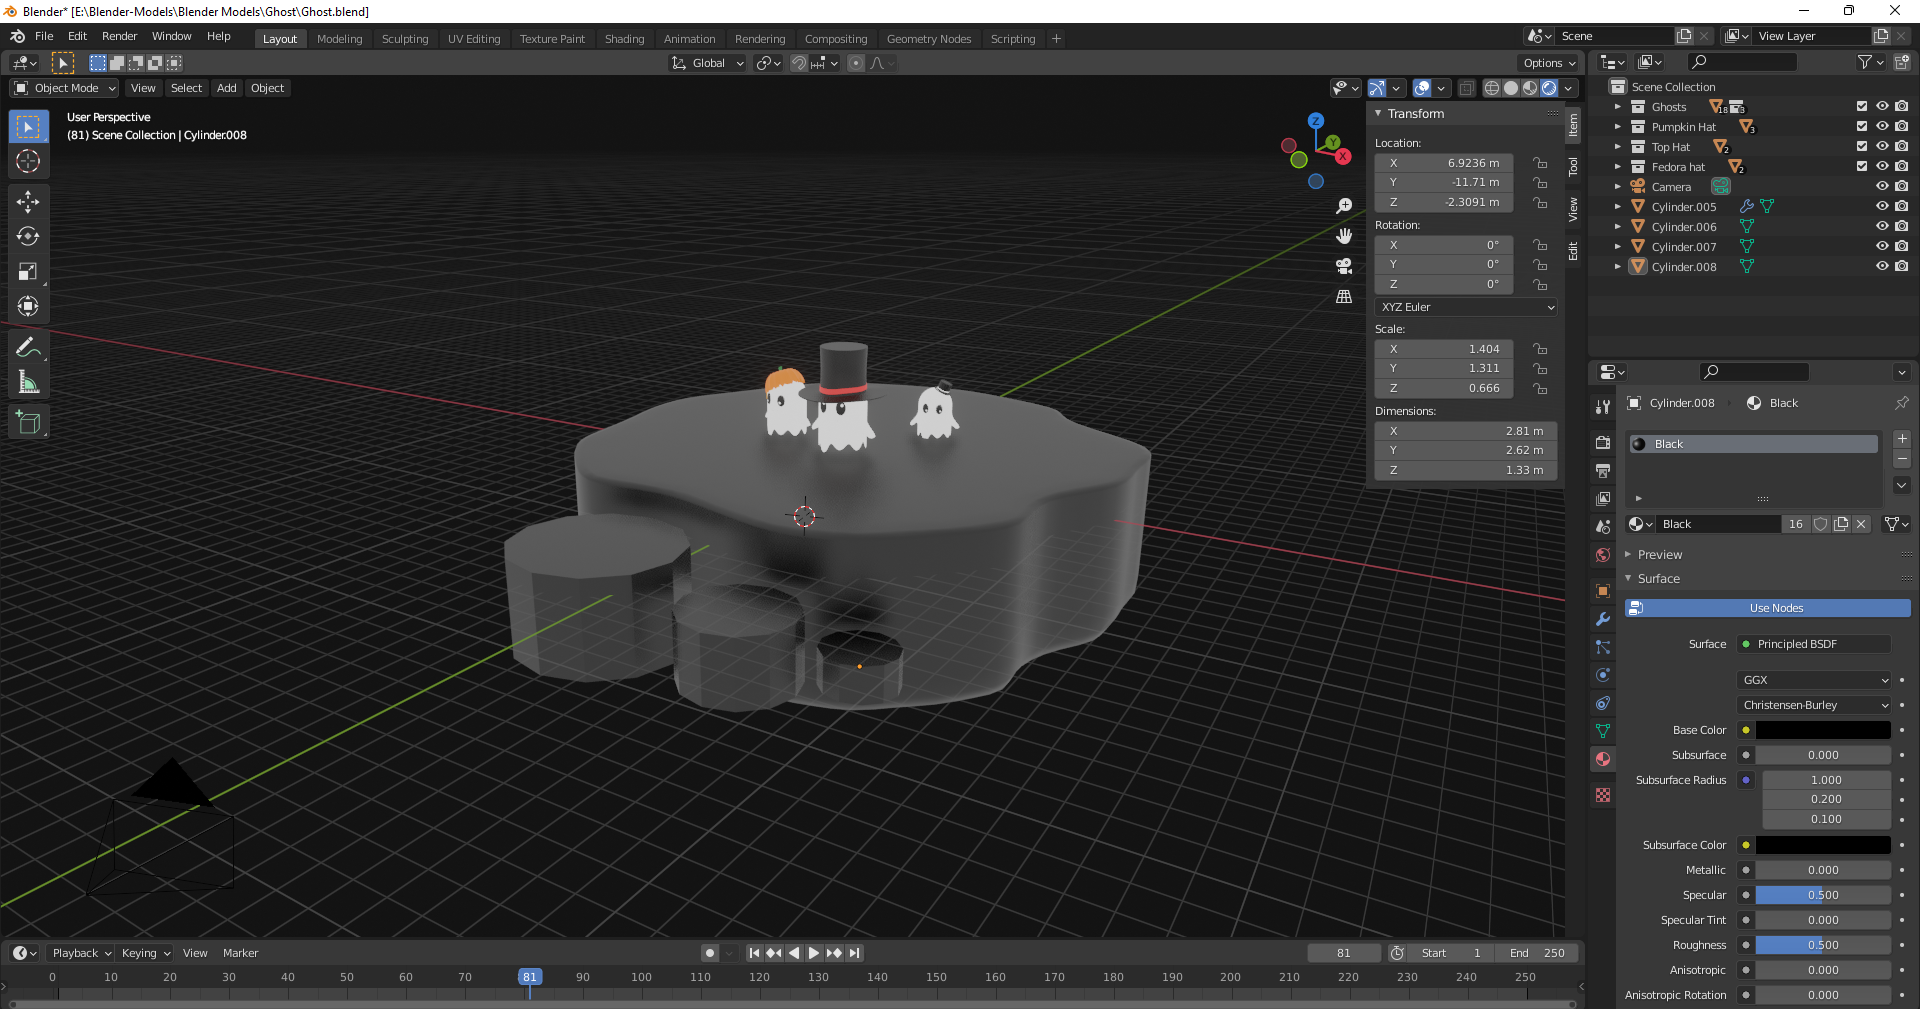 Blender* [E:\Blender-Models\Blender Models\Ghost\Ghost.blend]
File Edit Render Window Help Layout Modeling Sculpting UV Editing Texture Paint Shading Animation Rendering Compositing Geometry Nodes Scripting + Scene View Layer
Global Options
Object Mode View Select Add Object
User Perspective
(81) Scene Collection | Cylinder.008
Z
Y
X
Transform
Location:
X 6.9236 m
Y -11.71 m
Z -2.3091 m
Rotation:
X 0°
Y 0°
Z 0°
XYZ Euler
Scale:
X 1.404
Y 1.311
Z 0.666
Dimensions:
X 2.81 m
Y 2.62 m
Z 1.33 m
Item
Tool
View
Edit
Scene Collection
Ghosts 18 3
Pumpkin Hat 3
Top Hat 2
Fedora hat 2
Camera
Cylinder.005
Cylinder.006
Cylinder.007
Cylinder.008
Cylinder.008 Black
Black
Black 16
Preview
Surface
Use Nodes
Surface Principled BSDF
GGX
Christensen-Burley
Base Color
Subsurface 0.000
Subsurface Radius 1.000
0.200
0.100
Subsurface Color
Metallic 0.000
Specular 0.500
Specular Tint 0.000
Roughness 0.500
Anisotropic 0.000
Anisotropic Rotation 0.000
Playback Keying View Marker 81 Start 1 End 250
0 10 20 30 40 50 60 70 81 90 100 110 120 130 140 150 160 170 180 190 200 210 220 230 240 250